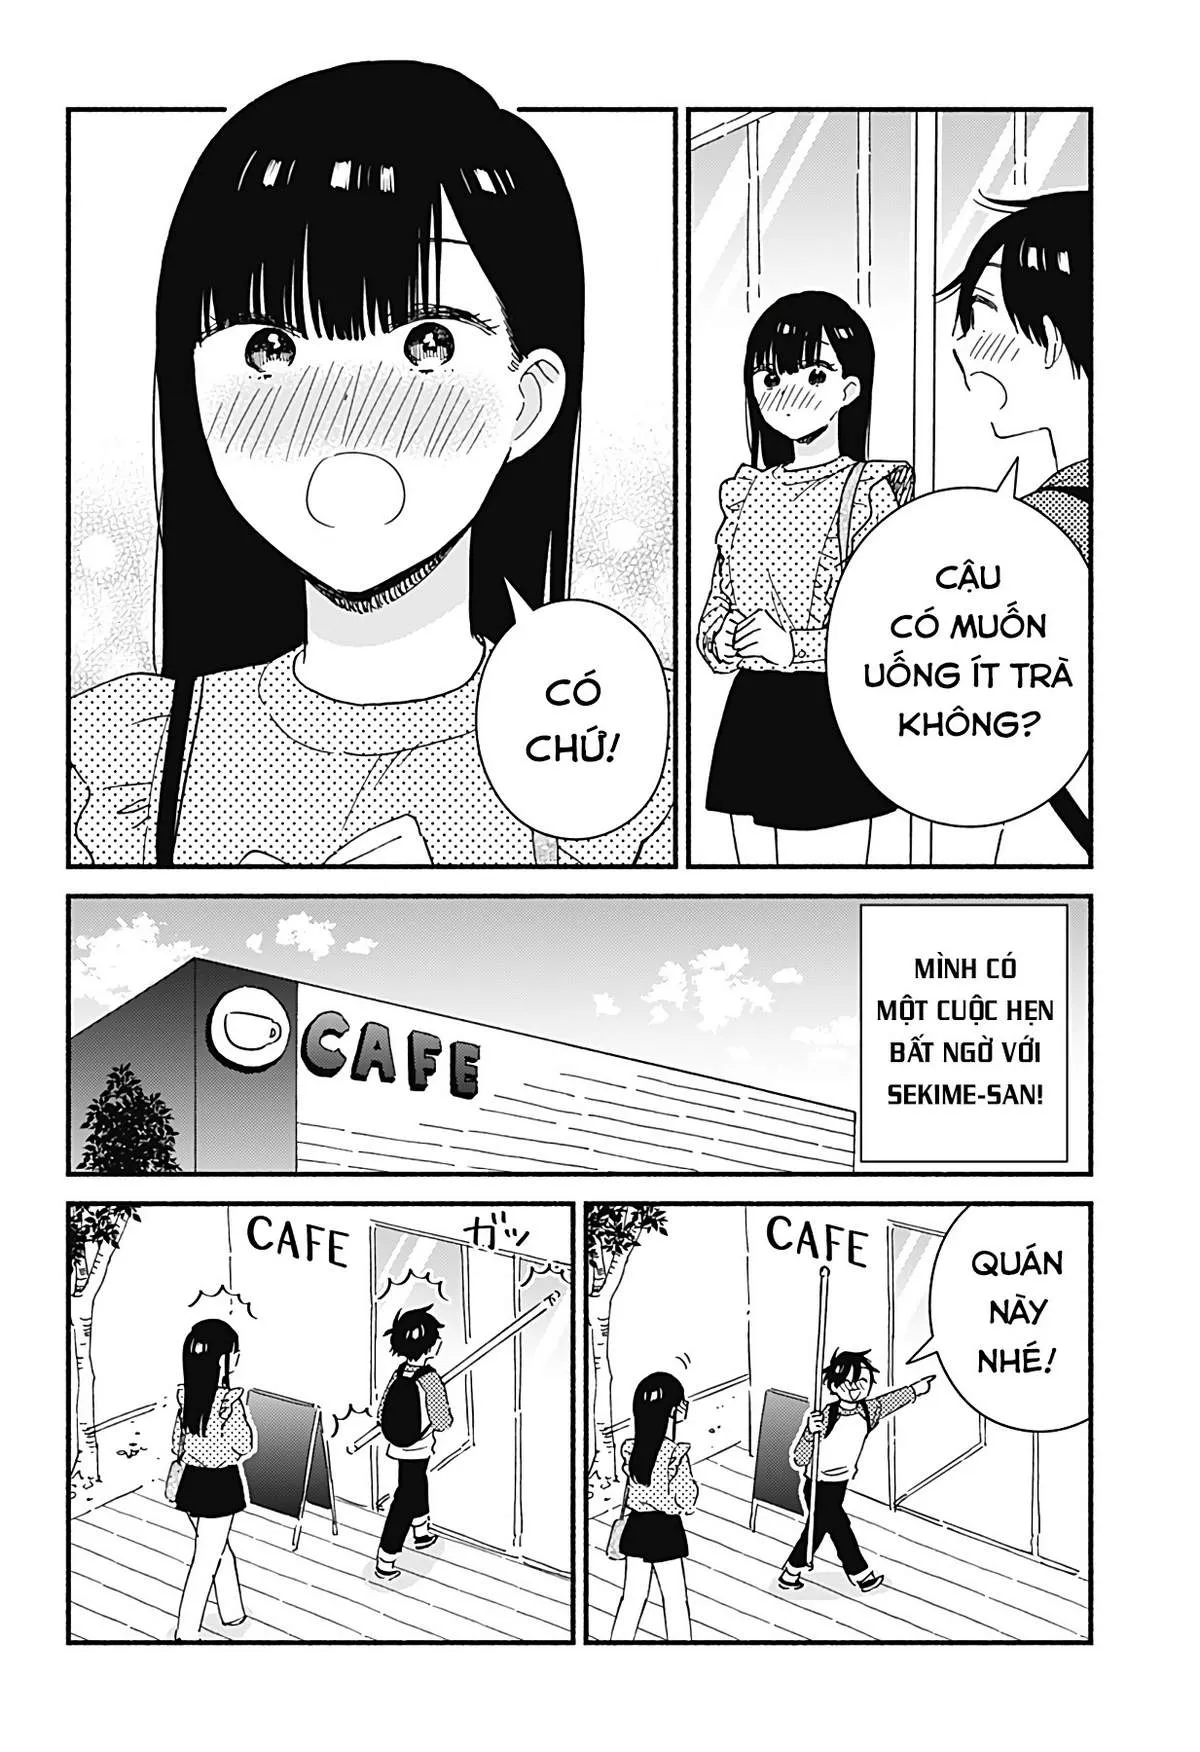 CẬU
CÓ MUỐN
UỐNG ÍT TRÀ
KHÔNG?
CÓ
CHỨ!
MÌNH CÓ
MỘT CUỘC HẸN
BẤT NGỜ VỚI
SEKIME-SAN!
CAFE
CAFE
QUÁN
NÀY
NHÉ!
CAFE
ガッ